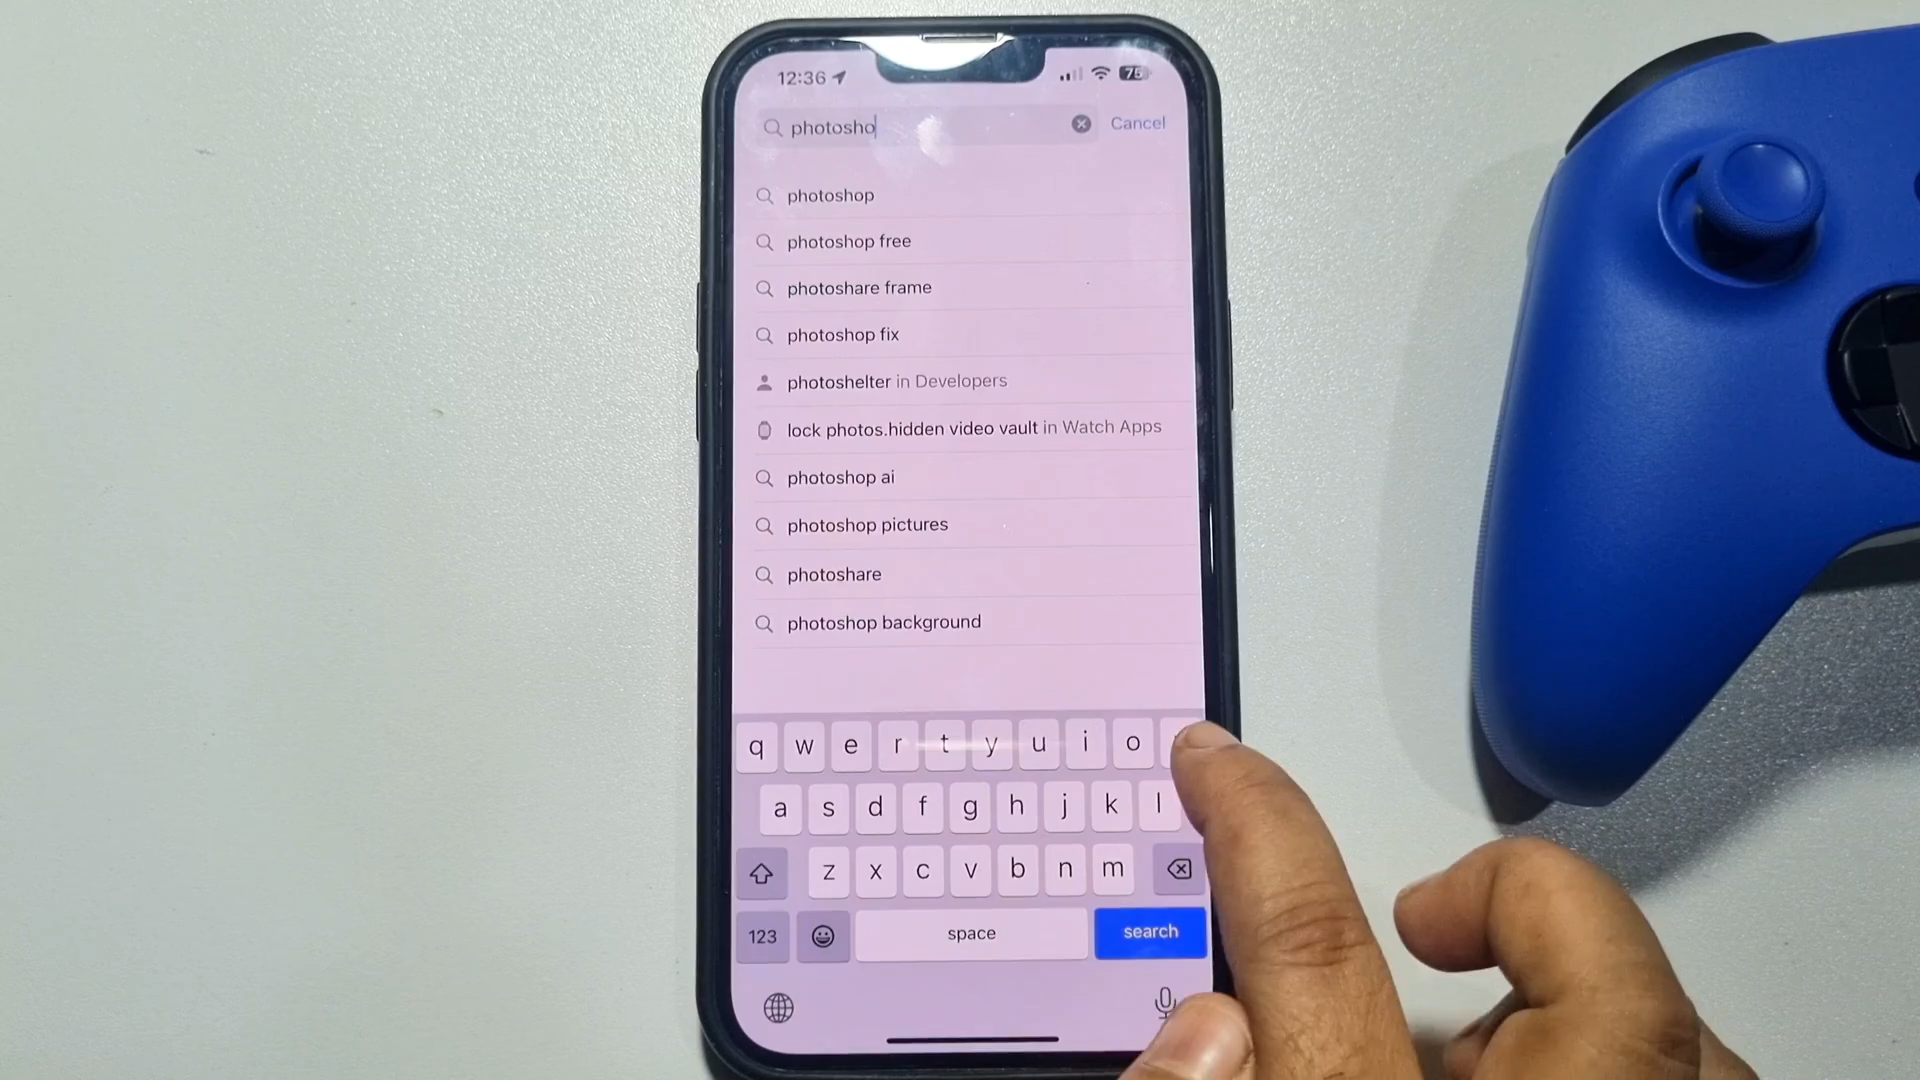 12:36
75
photosho
Cancel
photoshop
photoshop free
photoshare frame
photoshop fix
photoshelter in Developers
lock photos.hidden video vault in Watch Apps
photoshop ai
photoshop pictures
photoshare
photoshop background
q w e r t y u i o
a s d f g h j k l
z x c v b n m
123
space
search